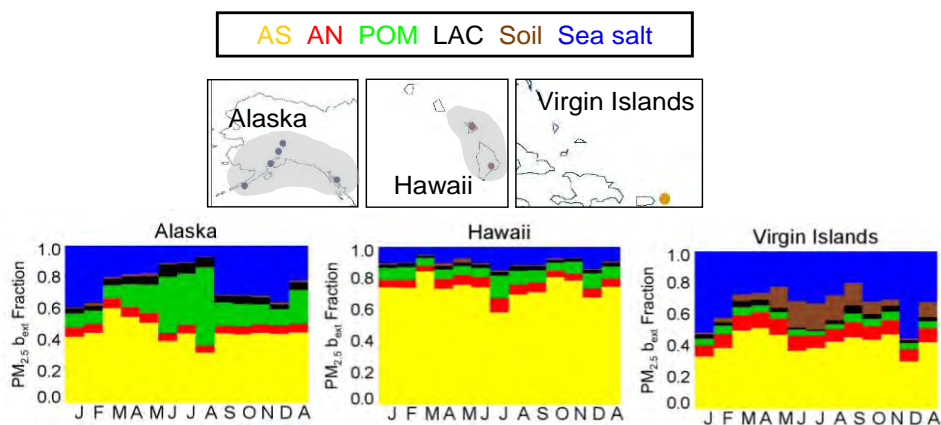 AS AN POM LAC Soil Sea salt
Alaska
Hawaii
Virgin Islands
Alaska
PM2.5 bext Fraction
1.0
0.8
0.6
0.4
0.2
0.0
J F M A M J J A S O N D A
Hawaii
PM2.5 bext Fraction
1.0
0.8
0.6
0.4
0.2
0.0
J F M A M J J A S O N D A
Virgin Islands
PM2.5 bext Fraction
1.0
0.8
0.6
0.4
0.2
0.0
J F M A M J J A S O N D A